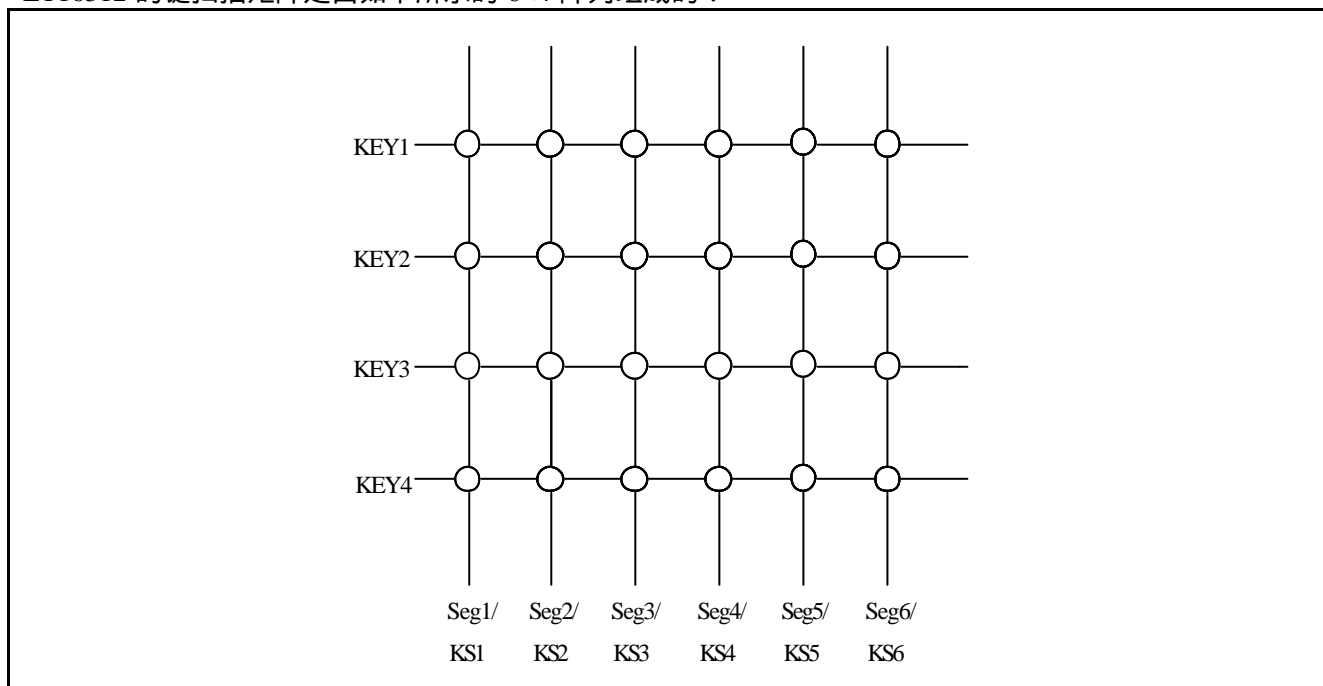 KEY1
KEY2
KEY3
KEY4
Seg1/ Seg2/ Seg3/ Seg4/ Seg5/ Seg6/
KS1 KS2 KS3 KS4 KS5 KS6